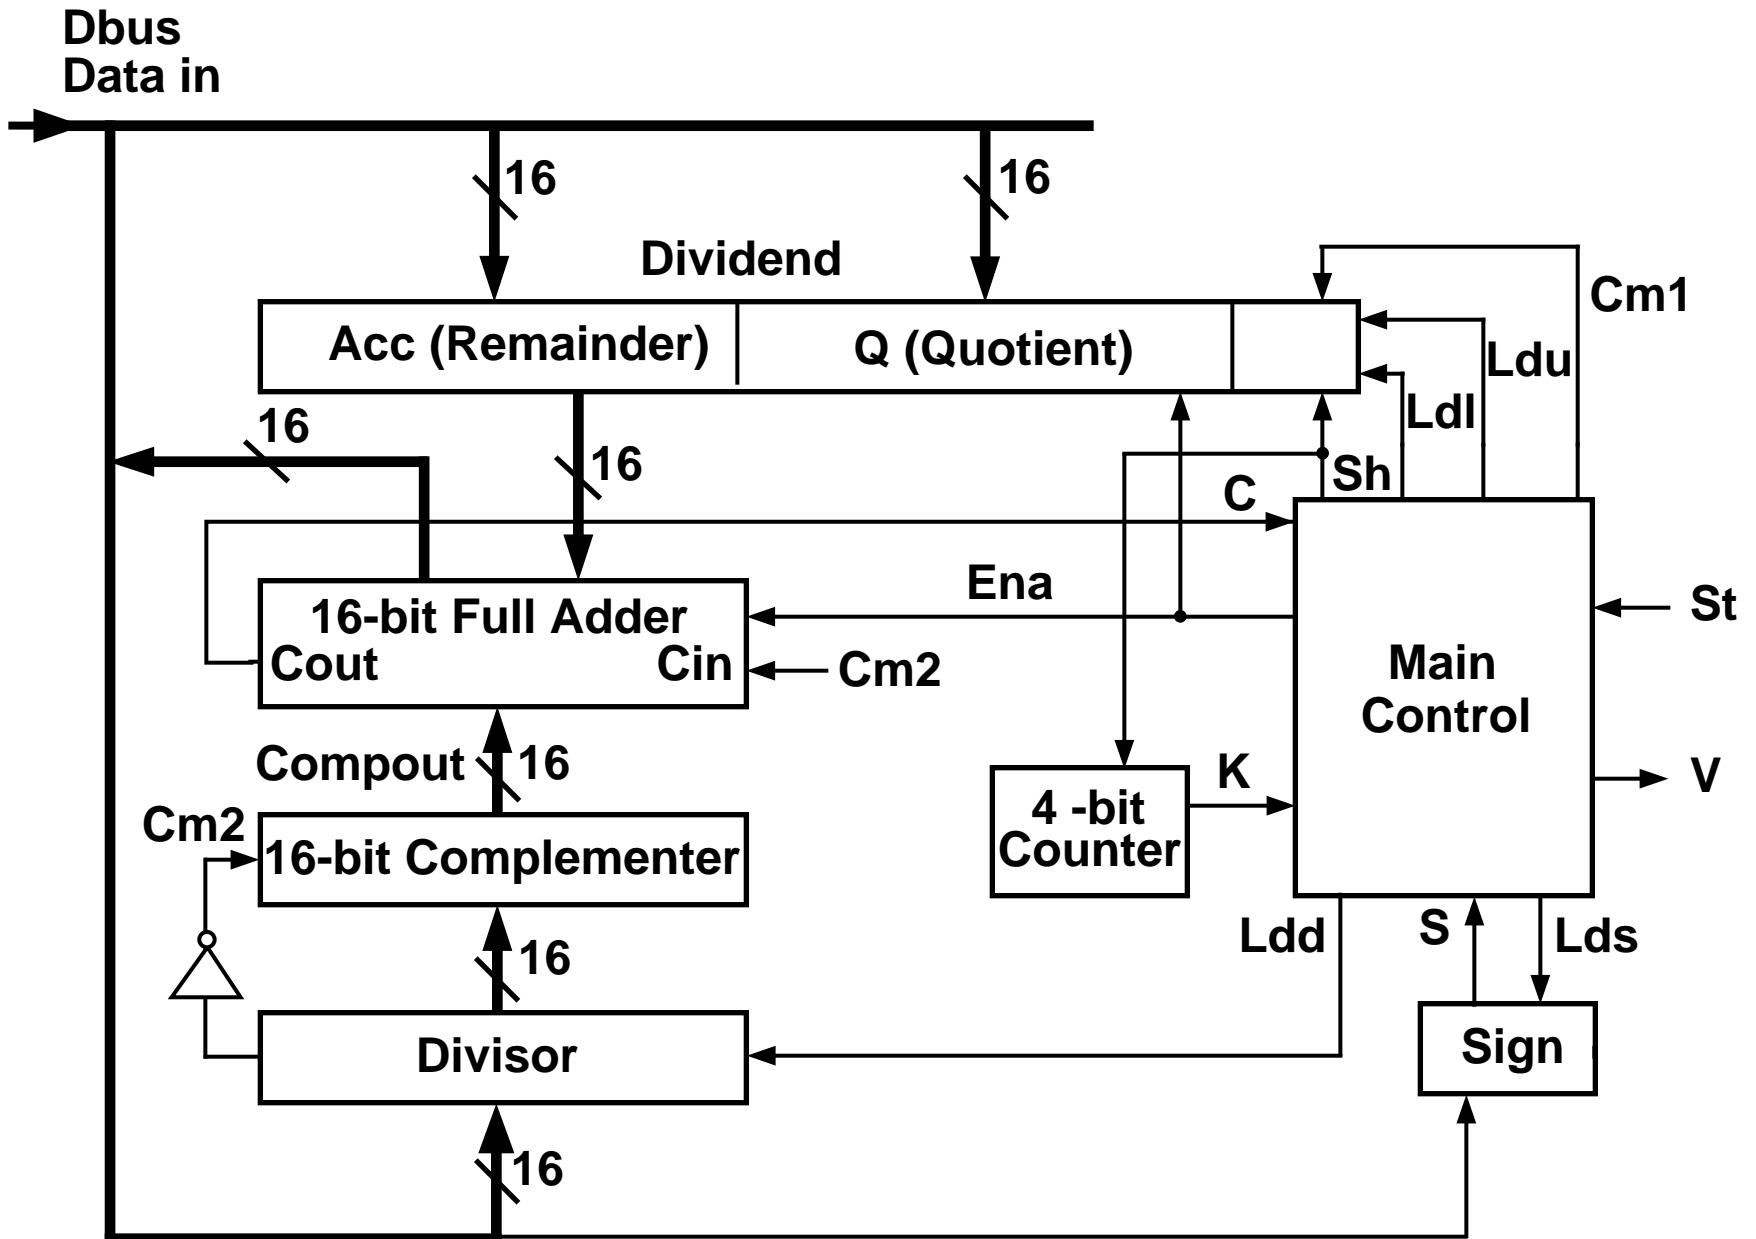 Dbus
Data in
16
16
Dividend
Cm1
Acc (Remainder)
Q (Quotient)
Ldu
Ldl
16
16
Sh
C
Ena
16-bit Full Adder
St
Cout
Cin
Cm2
Main
Control
Compout
16
K
V
4 -bit
Counter
Cm2
16-bit Complementer
Ldd
S
Lds
16
Divisor
Sign
16